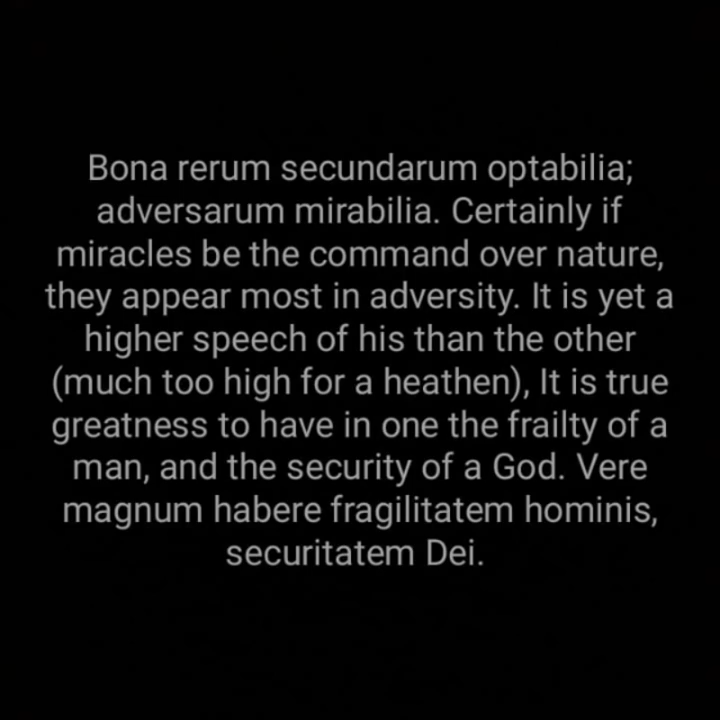 Bona rerum secundarum optabilia;
adversarum mirabilia. Certainly if
miracles be the command over nature,
they appear most in adversity. It is yet a
higher speech of his than the other
(much too high for a heathen), It is true
greatness to have in one the frailty of a
man, and the security of a God. Vere
magnum habere fragilitatem hominis,
securitatem Dei.